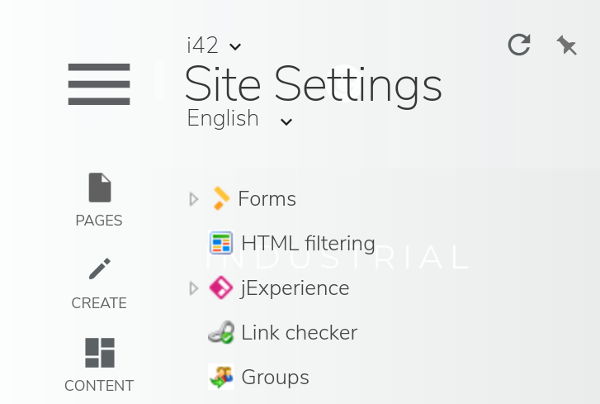 i42
Site Settings
English
PAGES
CREATE
CONTENT
Forms
HTML filtering
INDUSTRIAL
jExperience
Link checker
Groups